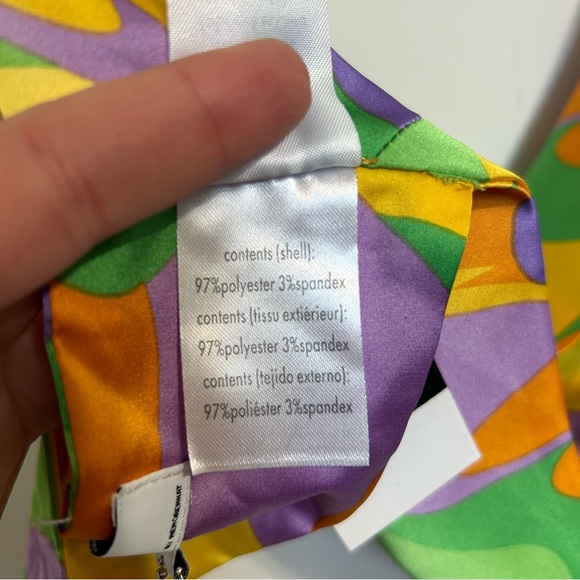 contents (shell):
97%polyester 3%spandex
contents (tissu extiérieur):
97%polyester 3%spandex
contents (tejido externo):
97%poliéster 3%spandex